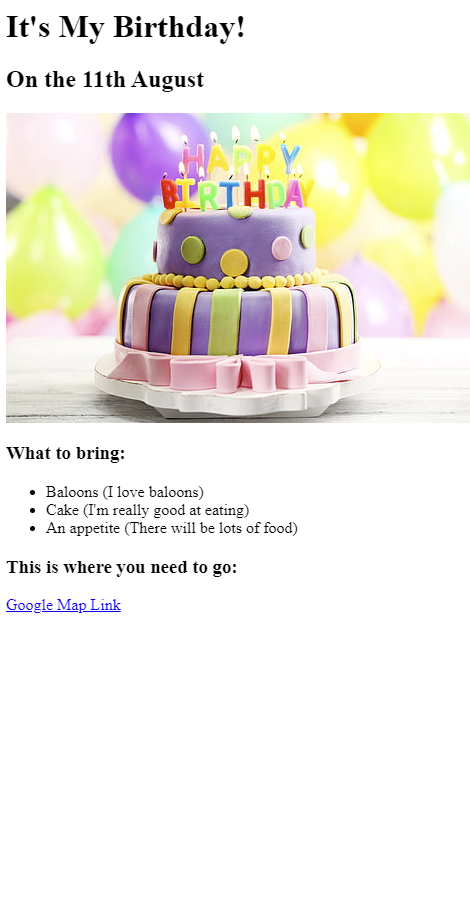 It's My Birthday!
On the 11th August
HAPPY
BIRTHDAY
What to bring:
Baloons (I love baloons)
Cake (I'm really good at eating)
An appetite (There will be lots of food)
This is where you need to go:
Google Map Link